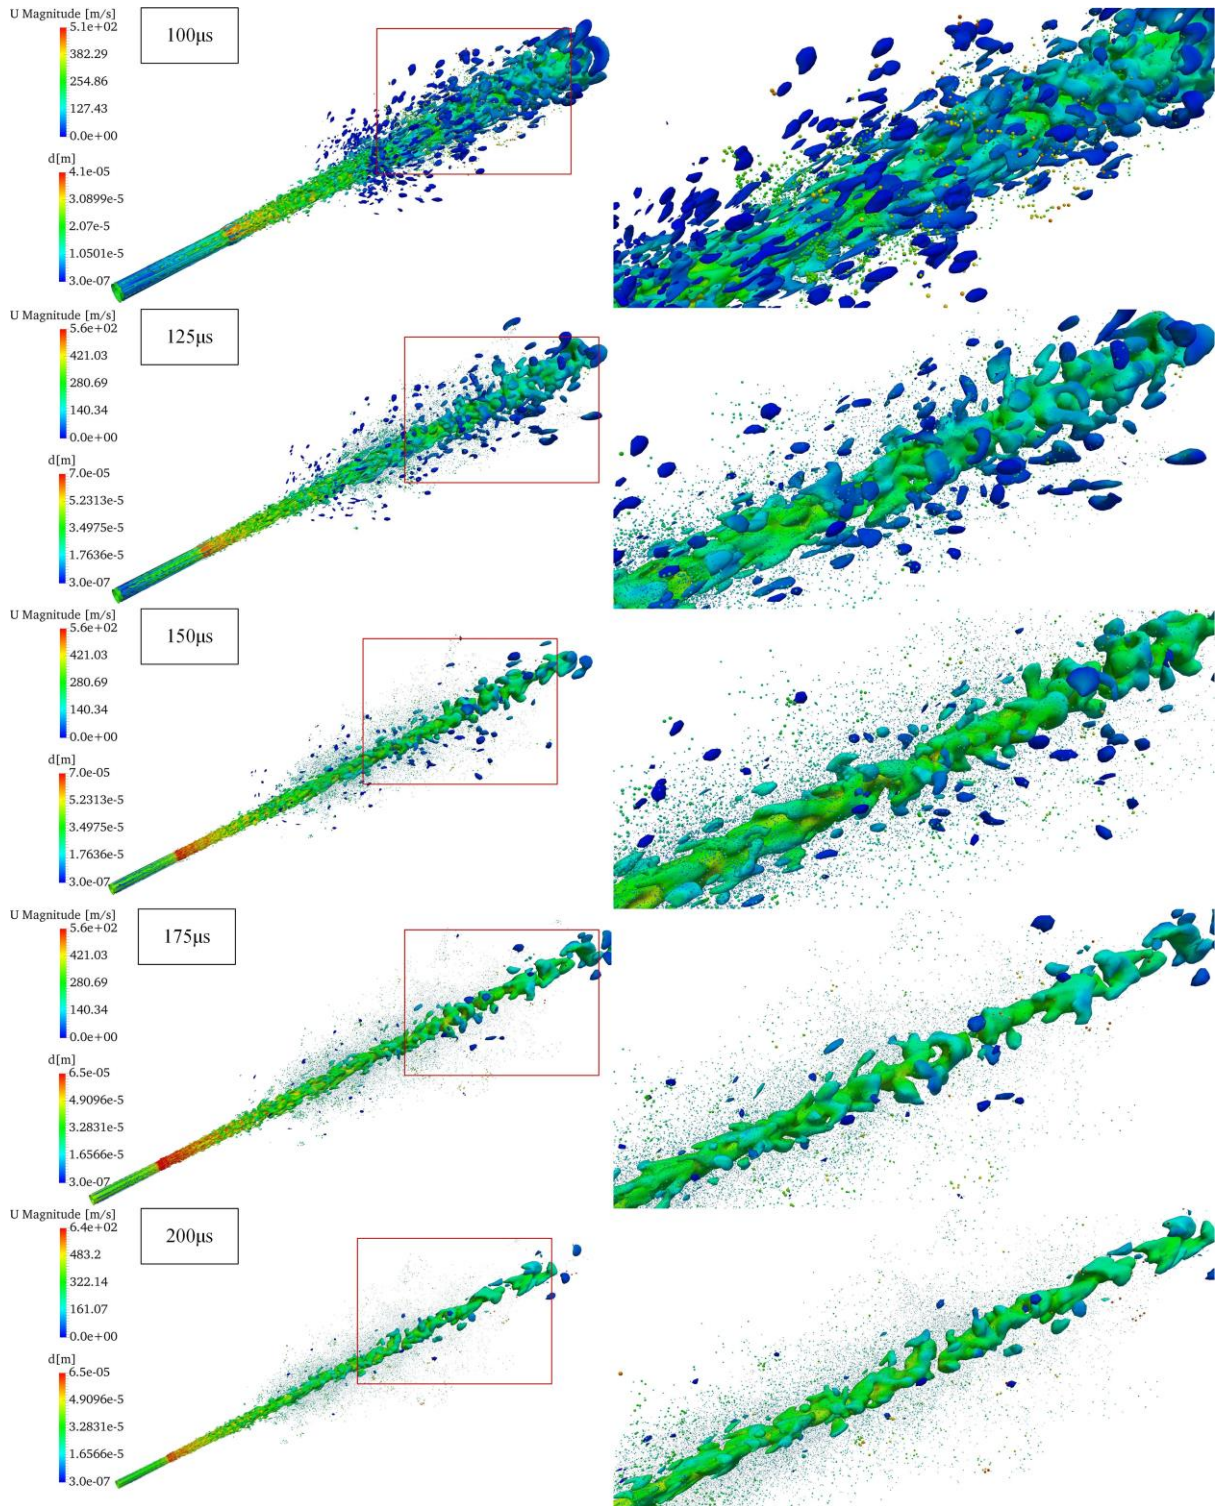 U Magnitude [m/s]
5.1e+02
382.29
254.86
127.43
0.0e+00
d[m]
4.1e-05
3.0899e-5
2.07e-5
1.0501e-5
3.0e-07
100μs
U Magnitude [m/s]
5.6e+02
421.03
280.69
140.34
0.0e+00
d[m]
7.0e-05
5.2313e-5
3.4975e-5
1.7636e-5
3.0e-07
125μs
U Magnitude [m/s]
5.6e+02
421.03
280.69
140.34
0.0e+00
d[m]
7.0e-05
5.2313e-5
3.4975e-5
1.7636e-5
3.0e-07
150μs
U Magnitude [m/s]
5.6e+02
421.03
280.69
140.34
0.0e+00
d[m]
6.5e-05
4.9096e-5
3.2831e-5
1.6566e-5
3.0e-07
175μs
U Magnitude [m/s]
6.4e+02
483.2
322.14
161.07
0.0e+00
d[m]
6.5e-05
4.9096e-5
3.2831e-5
1.6566e-5
3.0e-07
200μs